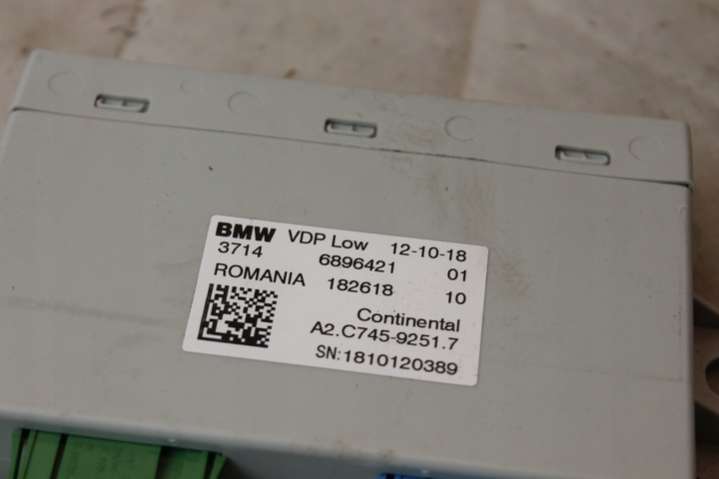 BMW VDP Low 12-10-18
3714 6896421 01
ROMANIA 182618 10
Continental
A2.C745-9251.7
SN:1810120389